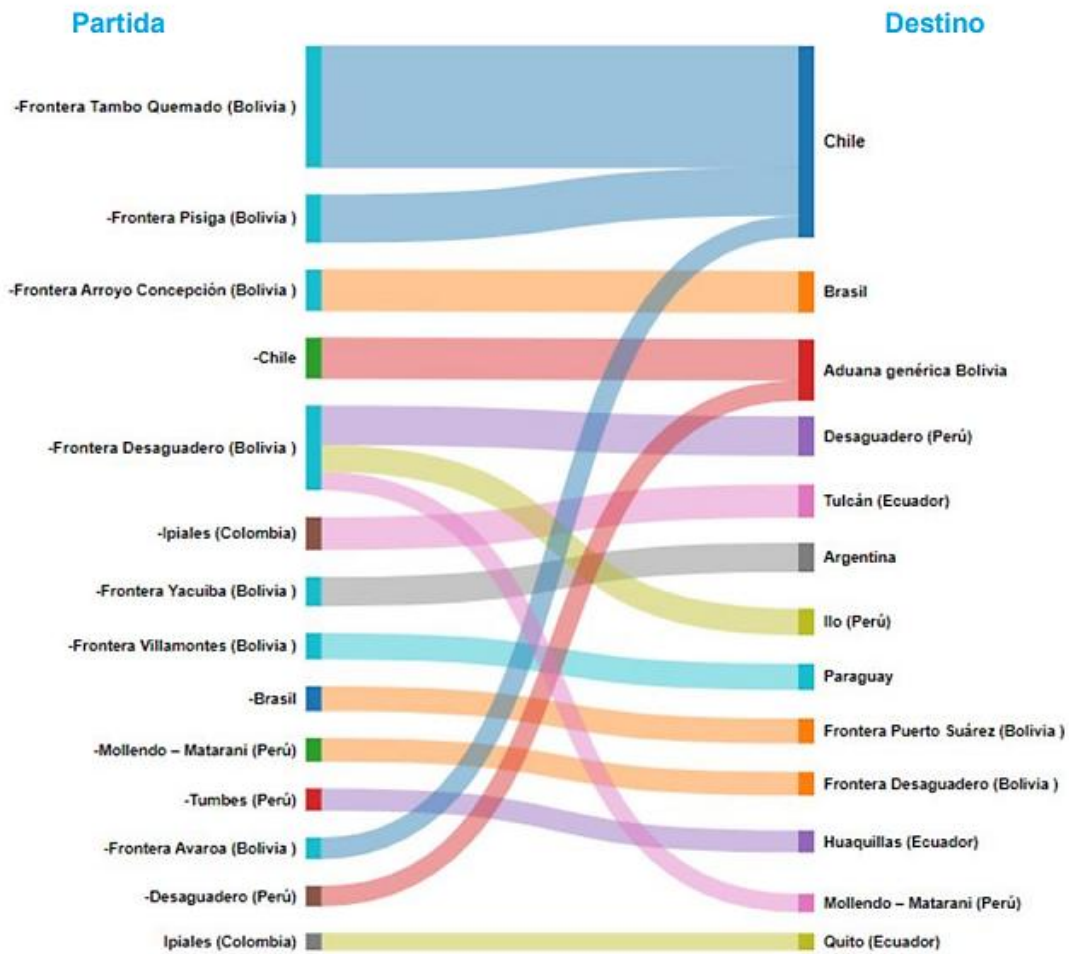 Partida
Destino
-Frontera Tambo Quemado (Bolivia )
-Frontera Pisiga (Bolivia )
-Frontera Arroyo Concepción (Bolivia )
-Chile
-Frontera Desaguadero (Bolivia )
-Ipiales (Colombia)
-Frontera Yacuiba (Bolivia )
-Frontera Villamontes (Bolivia )
-Brasil
-Mollendo – Matarani (Perú)
-Tumbes (Perú)
-Frontera Avaroa (Bolivia )
-Desaguadero (Perú)
Ipiales (Colombia)
Chile
Brasil
Aduana genérica Bolivia
Desaguadero (Perú)
Tulcán (Ecuador)
Argentina
Ilo (Perú)
Paraguay
Frontera Puerto Suárez (Bolivia )
Frontera Desaguadero (Bolivia )
Huaquillas (Ecuador)
Mollendo – Matarani (Perú)
Quito (Ecuador)